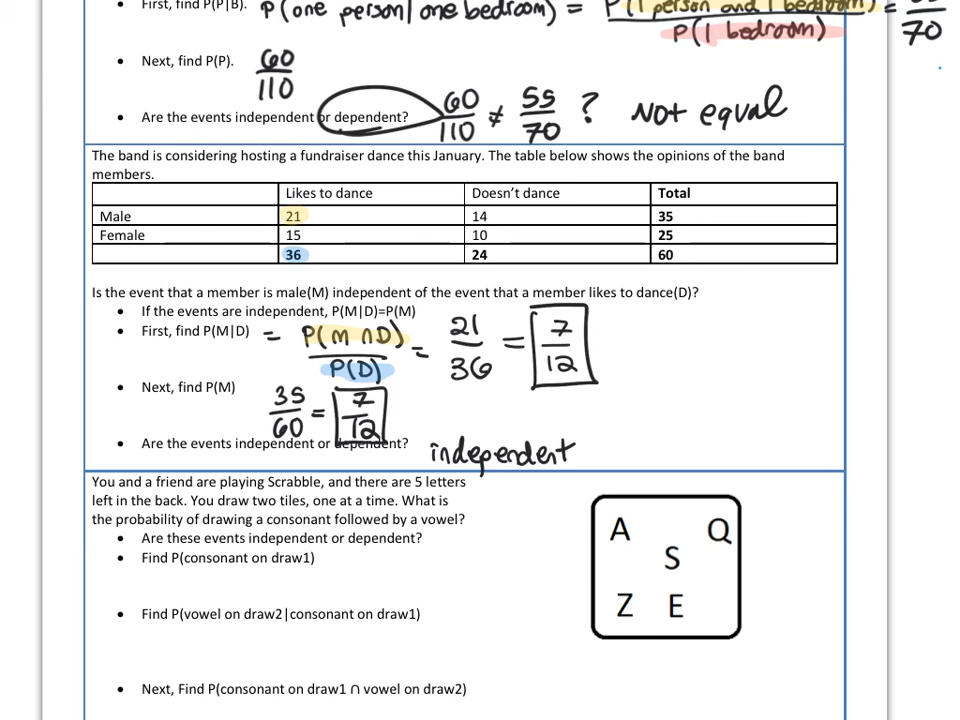 First, find P(P|B). P(one person | one bedroom) = P(1 person and 1 bedroom) =
P(1 bedroom) 70
Next, find P(P). 60
110
Are the events independent or dependent? 60/110 ≠ 55/70 ? Not equal
The band is considering hosting a fundraiser dance this January. The table below shows the opinions of the band
members.
Likes to dance Doesn't dance Total
Male 21 14 35
Female 15 10 25
36 24 60
Is the event that a member is male(M) independent of the event that a member likes to dance(D)?
If the events are independent, P(M|D)=P(M)
First, find P(M|D) = P(M ∩ D)/P(D) = 21/36 = 7/12
Next, find P(M)
35/60 = 7/12
Are the events independent or dependent? independent
You and a friend are playing Scrabble, and there are 5 letters
left in the back. You draw two tiles, one at a time. What is
the probability of drawing a consonant followed by a vowel?
Are these events independent or dependent?
Find P(consonant on draw1)
Find P(vowel on draw2|consonant on draw1)
Next, Find P(consonant on draw1 ∩ vowel on draw2)
A Q
S
Z E